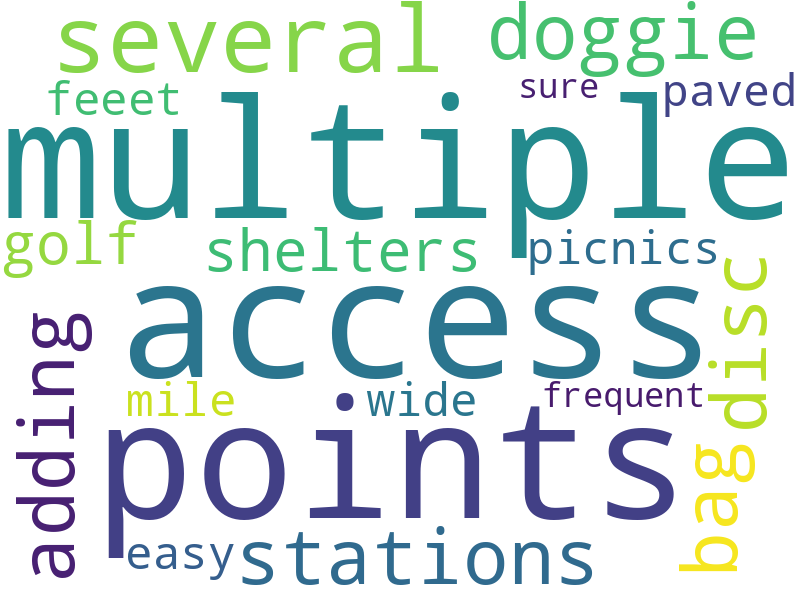 several
doggie
feeet
sure
paved
multiple
golf
shelters
picnics
disc
access
adding
mile
wide
frequent
points
bag
easy
stations